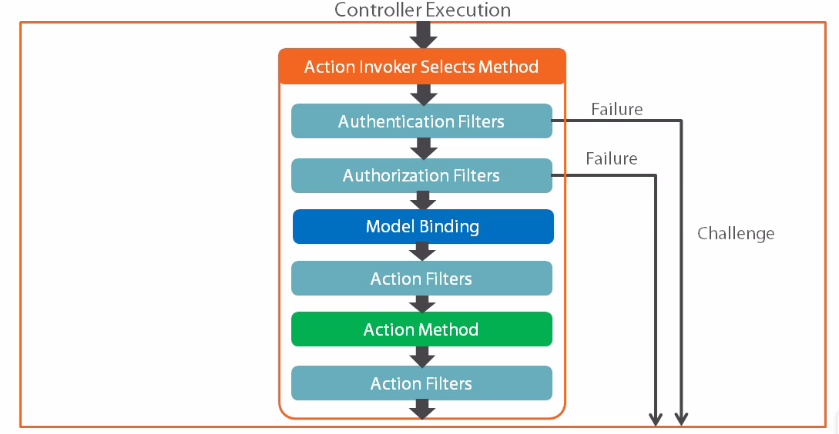 Controller Execution
Action Invoker Selects Method
Authentication Filters
Failure
Authorization Filters
Failure
Model Binding
Challenge
Action Filters
Action Method
Action Filters